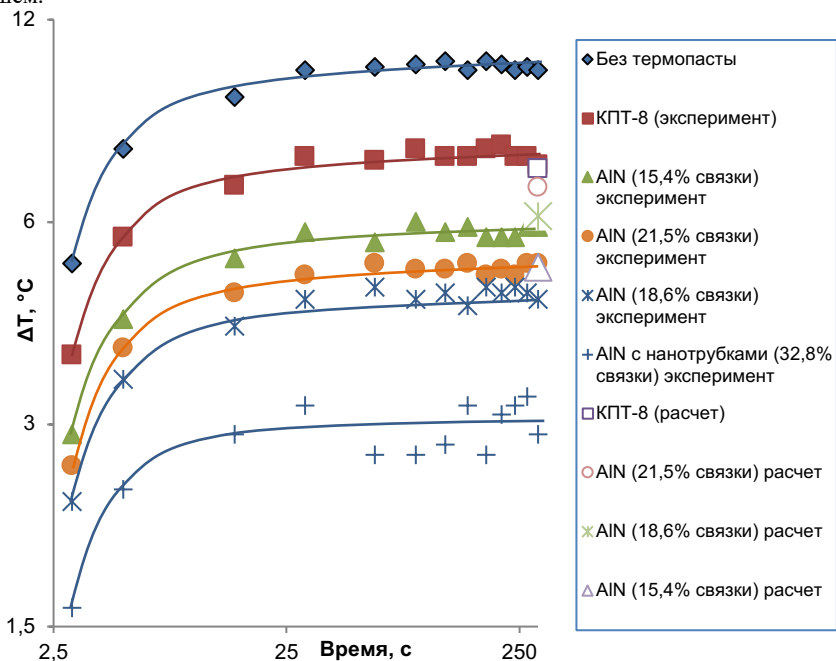 шем.
12
6
3
1,5
ΔT, °C
2,5
25
250
Время, с
Без термопасты
КПТ-8 (эксперимент)
AlN (15,4% связки)
эксперимент
AlN (21,5% связки)
эксперимент
AlN (18,6% связки)
эксперимент
AlN с нанотрубками (32,8%
связки) эксперимент
КПТ-8 (расчет)
AlN (21,5% связки) расчет
AlN (18,6% связки) расчет
AlN (15,4% связки) расчет